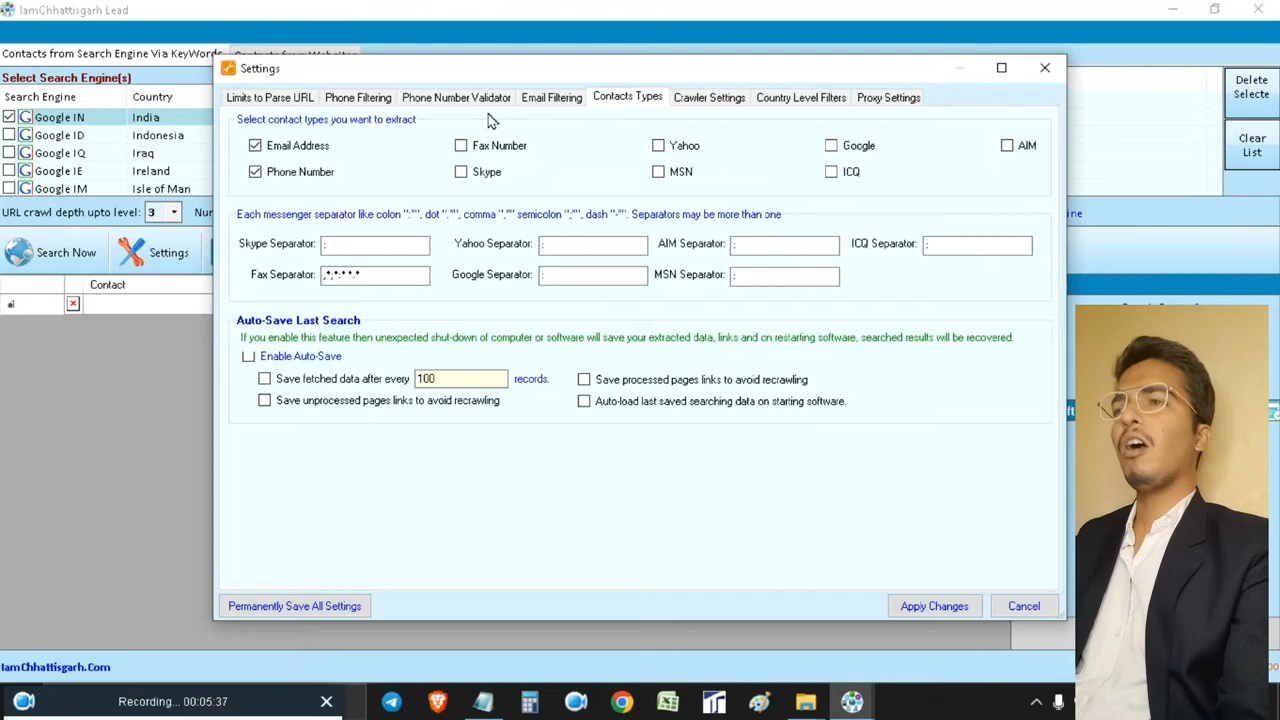 IamChhattisgarh Lead
Contacts from Search Engine Via KeyWords
Select Search Engine(s)
Search Engine Country
Google IN India
Google ID Indonesia
Google IQ Iraq
Google IE Ireland
Google IM Isle of Man
URL crawl depth upto level: 3
Search Now Settings
Contact
Settings
Limits to Parse URL Phone Filtering Phone Number Validator Email Filtering Contacts Types Crawler Settings Country Level Filters Proxy Settings
Select contact types you want to extract
Email Address Fax Number Yahoo Google AIM
Phone Number Skype MSN ICQ
Each messenger separator like colon ":"", dot "."", comma ","" semicolon ";"", dash "-"". Separators may be more than one
Skype Separator: : Yahoo Separator: : AIM Separator: : ICQ Separator: :
Fax Separator: Google Separator: : MSN Separator: :
Auto-Save Last Search
If you enable this feature then unexpected shut-down of computer or software will save your extracted data, links and on restarting software, searched results will be recovered.
Enable Auto-Save
Save fetched data after every 100 records. Save processed pages links to avoid recrawling
Save unprocessed pages links to avoid recrawling Auto-load last saved searching data on starting software.
Permanently Save All Settings Apply Changes Cancel
Delete
Selecte
Clear
List
IamChhattisgarh.Com
Recording... 00:05:37